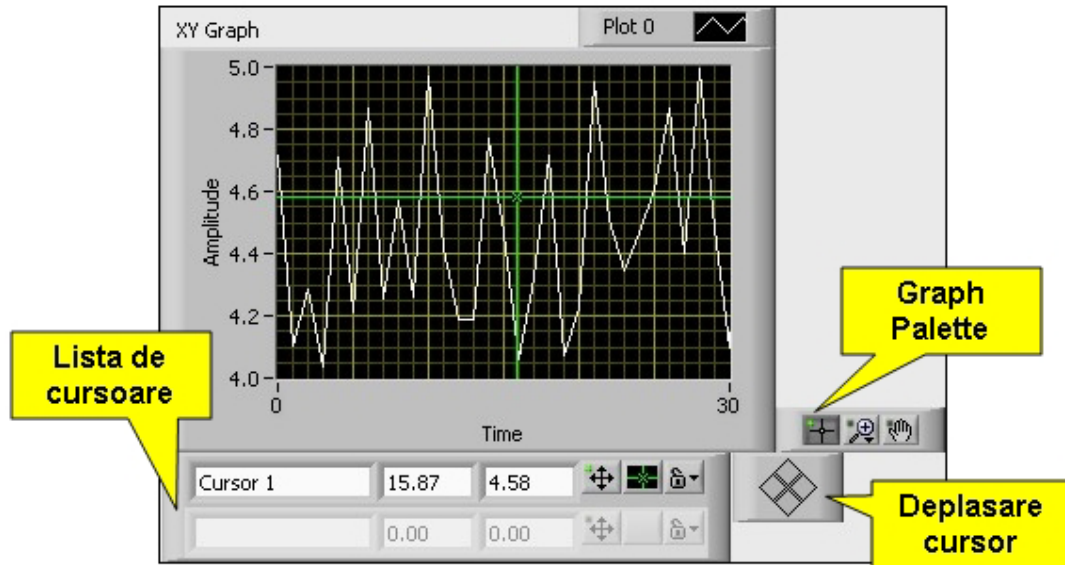 XY Graph
Plot 0
5.0
4.8
4.6
4.4
4.2
4.0
Amplitude
0
30
Time
Graph
Palette
Lista de
cursoare
Cursor 1
15.87
4.58
0.00
0.00
Deplasare
cursor